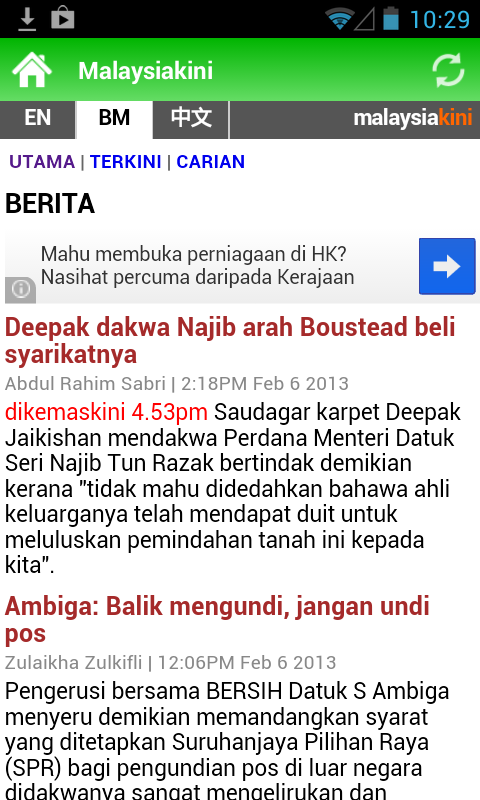 10:29
Malaysiakini
EN BM 中文 malaysiakini
UTAMA | TERKINI | CARIAN
BERITA
Mahu membuka perniagaan di HK?
Nasihat percuma daripada Kerajaan
Deepak dakwa Najib arah Boustead beli
syarikatnya
Abdul Rahim Sabri | 2:18PM Feb 6 2013
dikemaskini 4.53pm Saudagar karpet Deepak
Jaikishan mendakwa Perdana Menteri Datuk
Seri Najib Tun Razak bertindak demikian
kerana "tidak mahu didedahkan bahawa ahli
keluarganya telah mendapat duit untuk
meluluskan pemindahan tanah ini kepada
kita".
Ambiga: Balik mengundi, jangan undi
pos
Zulaikha Zulkifli | 12:06PM Feb 6 2013
Pengerusi bersama BERSIH Datuk S Ambiga
menyeru demikian memandangkan syarat
yang ditetapkan Suruhanjaya Pilihan Raya
(SPR) bagi pengundian pos di luar negara
didakwanya sangat mengelirukan dan